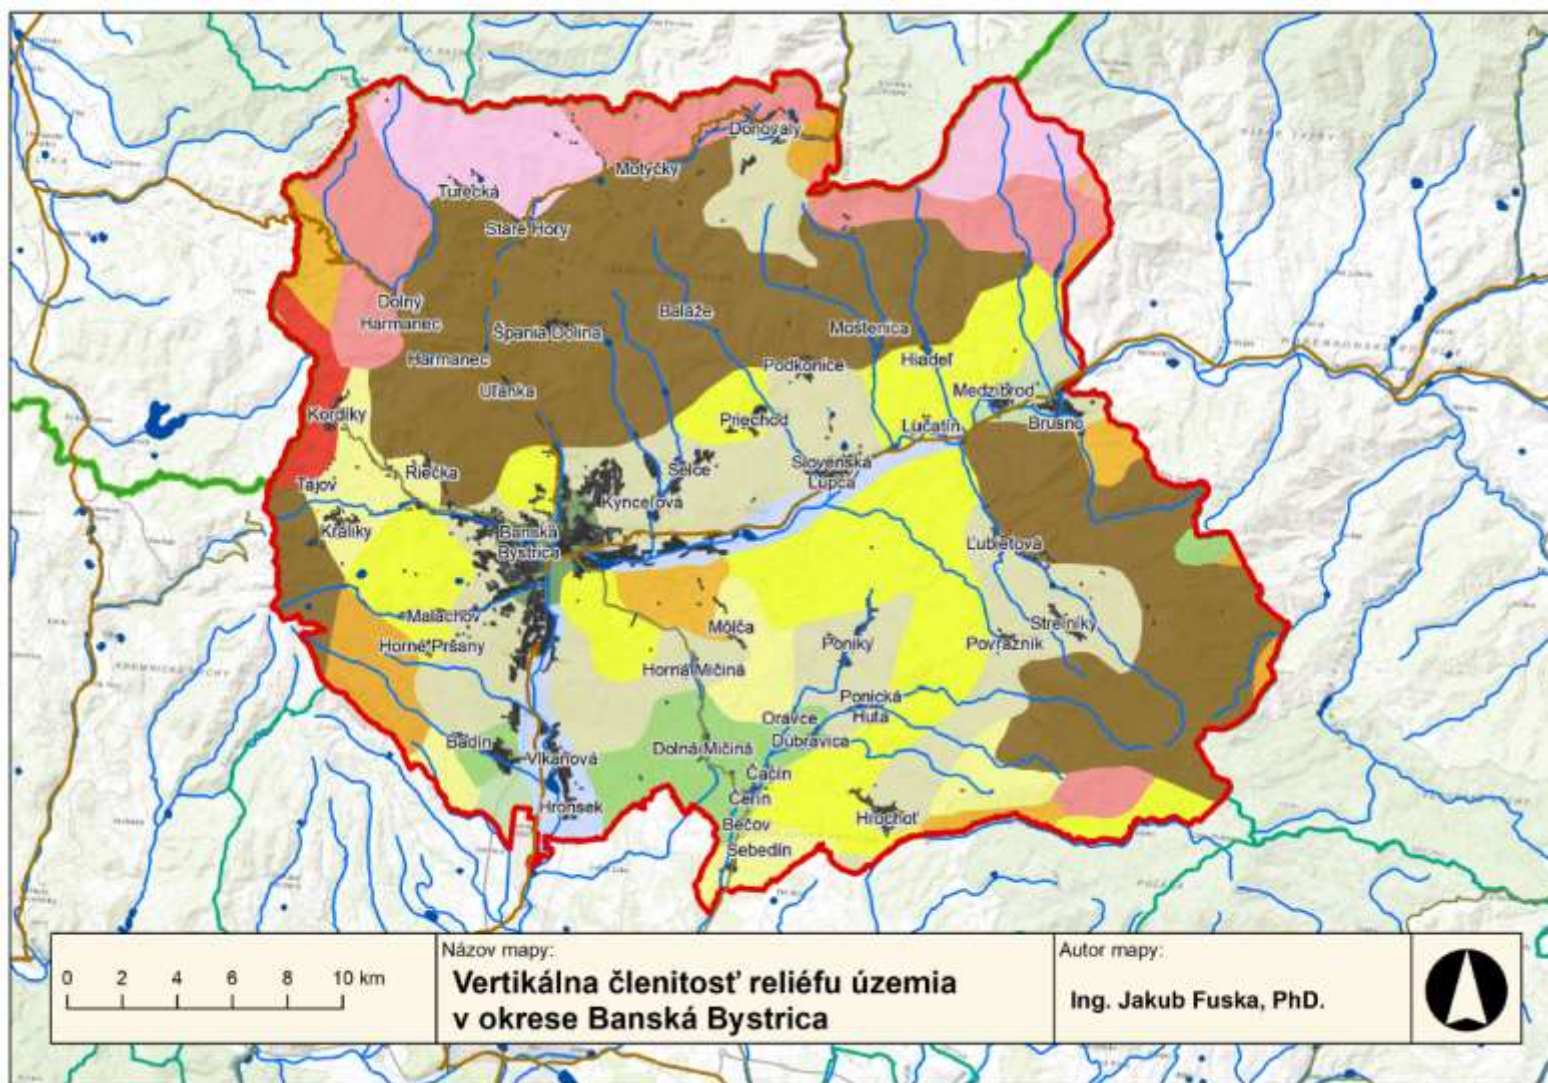 Donovaly
Motyčky
Turecká
Staré Hory
Dolný
Harmanec
Harmanec
Špania Dolina
Baláže
Moštenica
Uľanka
Podkonice
Hiadeľ
Medzibrod
Kordíky
Priechod
Lučatín
Brusno
Riečka
Selce
Slovenská
Ľupča
Tajov
Kynceľová
Králiky
Banská
Bystrica
Ľubietová
Malachov
Môlča
Strelníky
Horné Pršany
Horná Mičiná
Poniky
Povrazník
Ponická
Huta
Oravce
Badín
Vlkanová
Dolná Mičiná
Dúbravica
Čačín
Hronsek
Čerín
Bečov
Hrochoť
Sebedín
0 2 4 6 8 10 km
Názov mapy:
Vertikálna členitosť reliéfu územia
v okrese Banská Bystrica
Autor mapy:
Ing. Jakub Fuska, PhD.